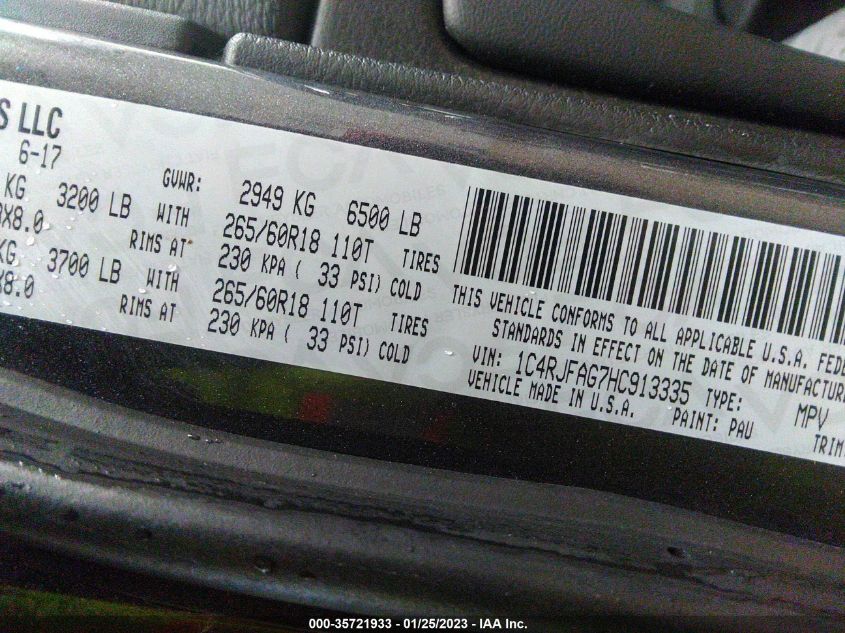 S LLC
6-17
GVWR: 2949 KG 6500 LB
KG 3200 LB WITH 265/60R18 110T TIRES
X8.0 RIMS AT 230 KPA ( 33 PSI) COLD
KG 3700 LB WITH 265/60R18 110T TIRES
X8.0 RIMS AT 230 KPA ( 33 PSI) COLD
THIS VEHICLE CONFORMS TO ALL APPLICABLE U.S.A. FEDE
STANDARDS IN EFFECT ON THE DATE OF MANUFACTURE
VIN: 1C4RJFAG7HC913335 TYPE: MPV
VEHICLE MADE IN U.S.A. PAINT: PAU TRIM
000-35721933 - 01/25/2023 - IAA Inc.